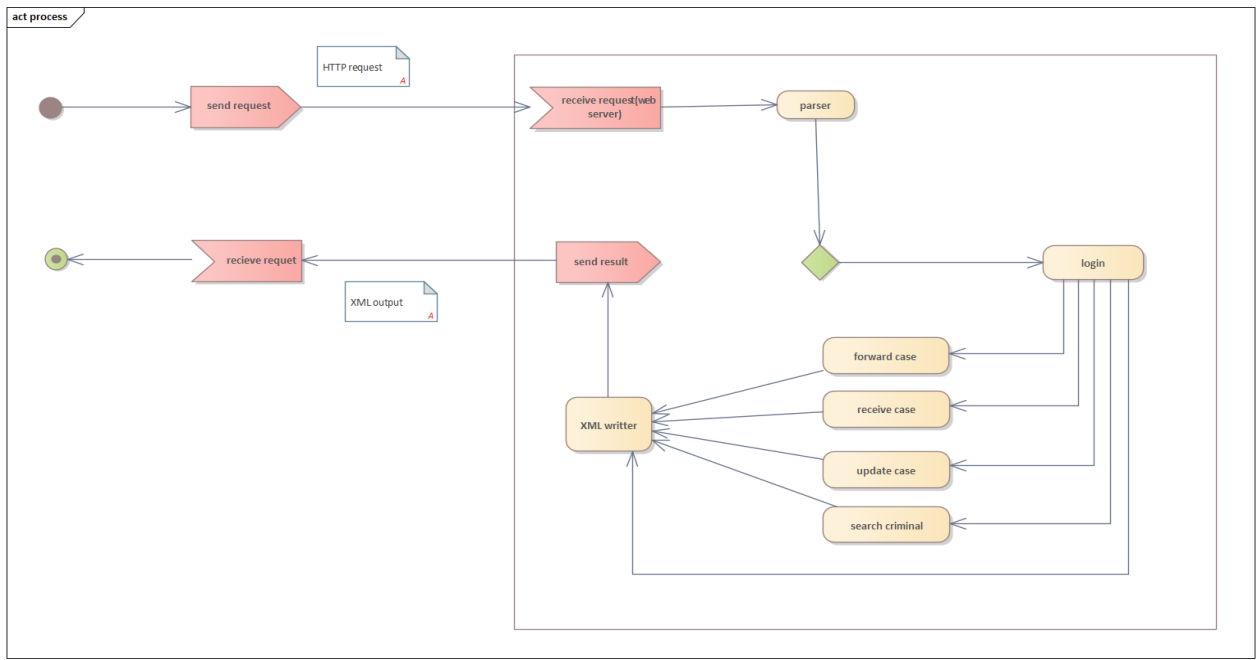 act process
HTTP request
A
send request
receive request(web
server)
parser
recieve requet
send result
login
XML output
A
forward case
receive case
XML writter
update case
search criminal